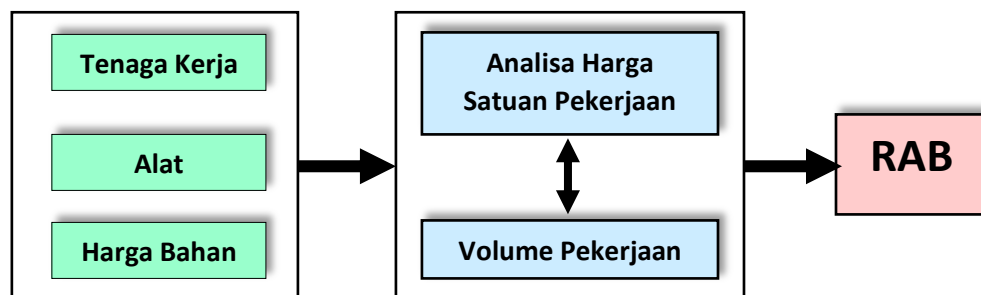 Tenaga Kerja
Alat
Harga Bahan
Analisa Harga
Satuan Pekerjaan
Volume Pekerjaan
RAB